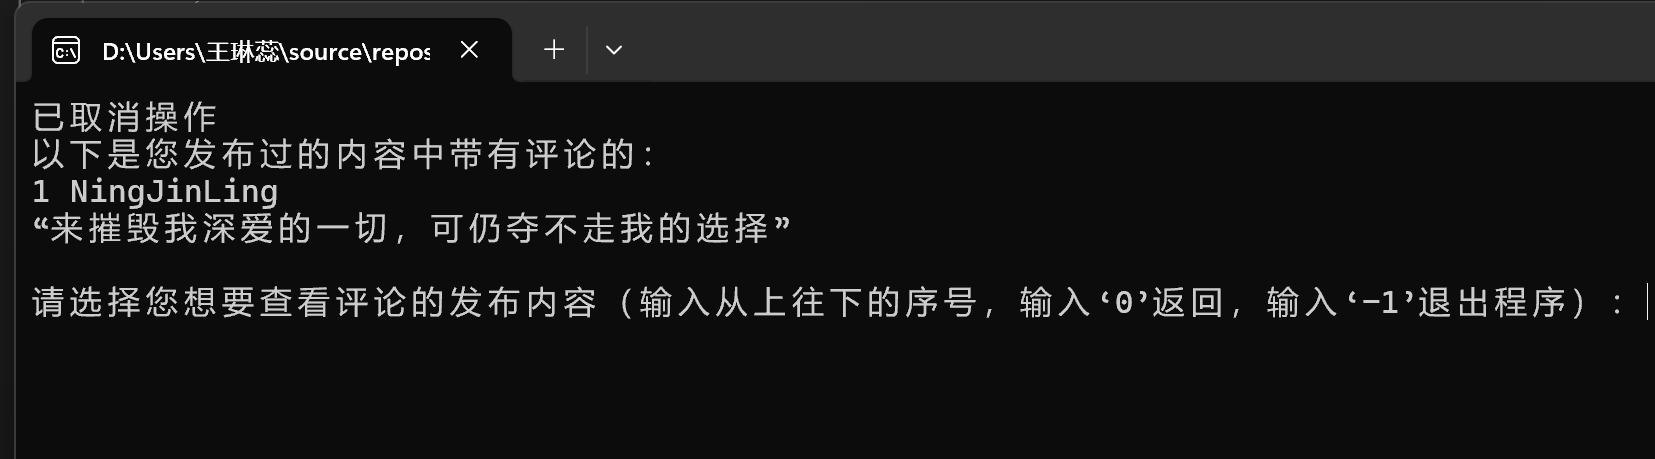 D:\Users\王琳蕊\source\repos
已取消操作
以下是您发布过的内容中带有评论的：
1 NingJinLing
“来摧毁我深爱的一切，可仍夺不走我的选择”
请选择您想要查看评论的发布内容（输入从上往下的序号，输入‘0’返回，输入‘-1’退出程序）：